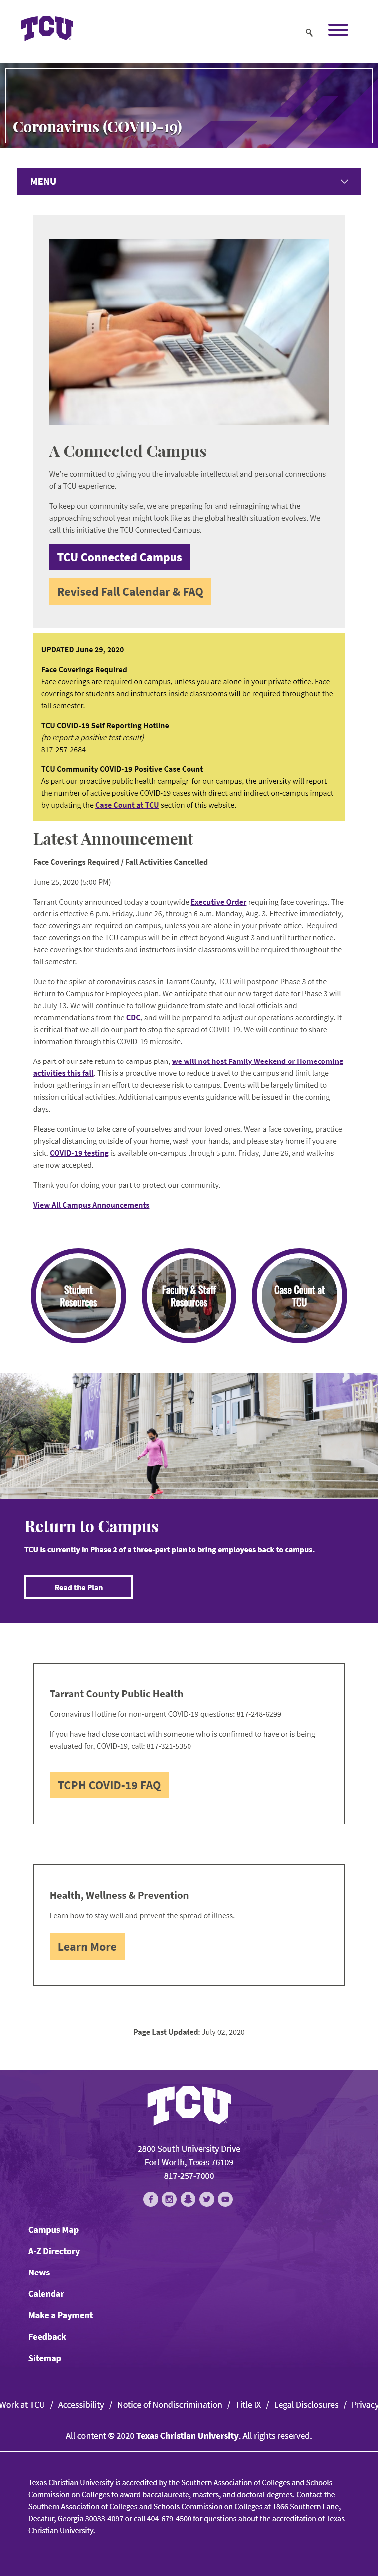 TCU
Coronavirus (COVID-19)
MENU
A Connected Campus
We're committed to giving you the invaluable intellectual and personal connections
of a TCU experience.
To keep our community safe, we are preparing for and reimagining what the
approaching school year might look like as the global health situation evolves. We
call this initiative the TCU Connected Campus.
TCU Connected Campus
Revised Fall Calendar & FAQ
UPDATED June 29, 2020
Face Coverings Required
Face coverings are required on campus, unless you are alone in your private office. Face
coverings for students and instructors inside classrooms will be required throughout the
fall semester.
TCU COVID-19 Self Reporting Hotline
(to report a positive test result)
817-257-2684
TCU Community COVID-19 Positive Case Count
As part our proactive public health campaign for our campus, the university will report
the number of active positive COVID-19 cases with direct and indirect on-campus impact
by updating the Case Count at TCU section of this website.
Latest Announcement
Face Coverings Required / Fall Activities Cancelled
June 25, 2020 (5:00 PM)
Tarrant County announced today a countywide Executive Order requiring face coverings. The
order is effective 6 p.m. Friday, June 26, through 6 a.m. Monday, Aug. 3. Effective immediately,
face coverings are required on campus, unless you are alone in your private office. Required
face coverings on the TCU campus will be in effect beyond August 3 and until further notice.
Face coverings for students and instructors inside classrooms will be required throughout the
fall semester.
Due to the spike of coronavirus cases in Tarrant County, TCU will postpone Phase 3 of the
Return to Campus for Employees plan. We anticipate that our new target date for Phase 3 will
be July 13. We will continue to follow guidance from state and local officials and
recommendations from the CDC, and will be prepared to adjust our operations accordingly. It
is critical that we all do our part to stop the spread of COVID-19. We will continue to share
information through this COVID-19 microsite.
As part of our safe return to campus plan, we will not host Family Weekend or Homecoming
activities this fall. This is a proactive move to reduce travel to the campus and limit large
indoor gatherings in an effort to decrease risk to campus. Events will be largely limited to
mission critical activities. Additional campus events guidance will be issued in the coming
days.
Please continue to take care of yourselves and your loved ones. Wear a face covering, practice
physical distancing outside of your home, wash your hands, and please stay home if you are
sick. COVID-19 testing is available on-campus through 5 p.m. Friday, June 26, and walk-ins
are now accepted.
Thank you for doing your part to protect our community.
View All Campus Announcements
Student
Resources
Faculty & Staff
Resources
Case Count at
TCU
Return to Campus
TCU is currently in Phase 2 of a three-part plan to bring employees back to campus.
Read the Plan
Tarrant County Public Health
Coronavirus Hotline for non-urgent COVID-19 questions: 817-248-6299
If you have had close contact with someone who is confirmed to have or is being
evaluated for, COVID-19, call: 817-321-5350
TCPH COVID-19 FAQ
Health, Wellness & Prevention
Learn how to stay well and prevent the spread of illness.
Learn More
Page Last Updated: July 02, 2020
TCU
2800 South University Drive
Fort Worth, Texas 76109
817-257-7000
Campus Map
A-Z Directory
News
Calendar
Make a Payment
Feedback
Sitemap
Work at TCU / Accessibility / Notice of Nondiscrimination / Title IX / Legal Disclosures / Privacy
All content © 2020 Texas Christian University. All rights reserved.
Texas Christian University is accredited by the Southern Association of Colleges and Schools
Commission on Colleges to award baccalaureate, masters, and doctoral degrees. Contact the
Southern Association of Colleges and Schools Commission on Colleges at 1866 Southern Lane,
Decatur, Georgia 30033-4097 or call 404-679-4500 for questions about the accreditation of Texas
Christian University.